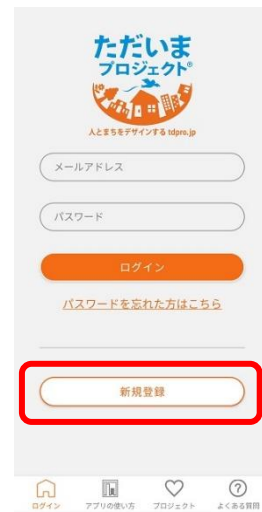 ただいま
プロジェクト®
人とまちをデザインする tdpro.jp
メールアドレス
パスワード
ログイン
パスワードを忘れた方はこちら
新規登録
ログイン アプリの使い方 プロジェクト よくある質問